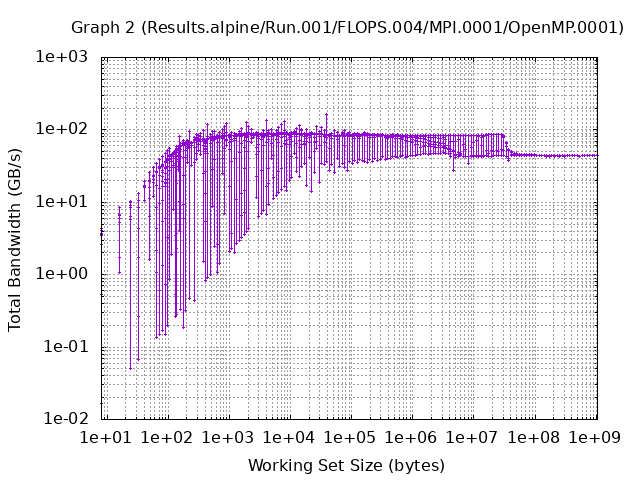 Graph 2 (Results.alpine/Run.001/FLOPS.004/MPI.0001/OpenMP.0001)
Total Bandwidth (GB/s)
1e+03
1e+02
1e+01
1e+00
1e-01
1e-02
1e+01 1e+02 1e+03 1e+04 1e+05 1e+06 1e+07 1e+08 1e+09
Working Set Size (bytes)